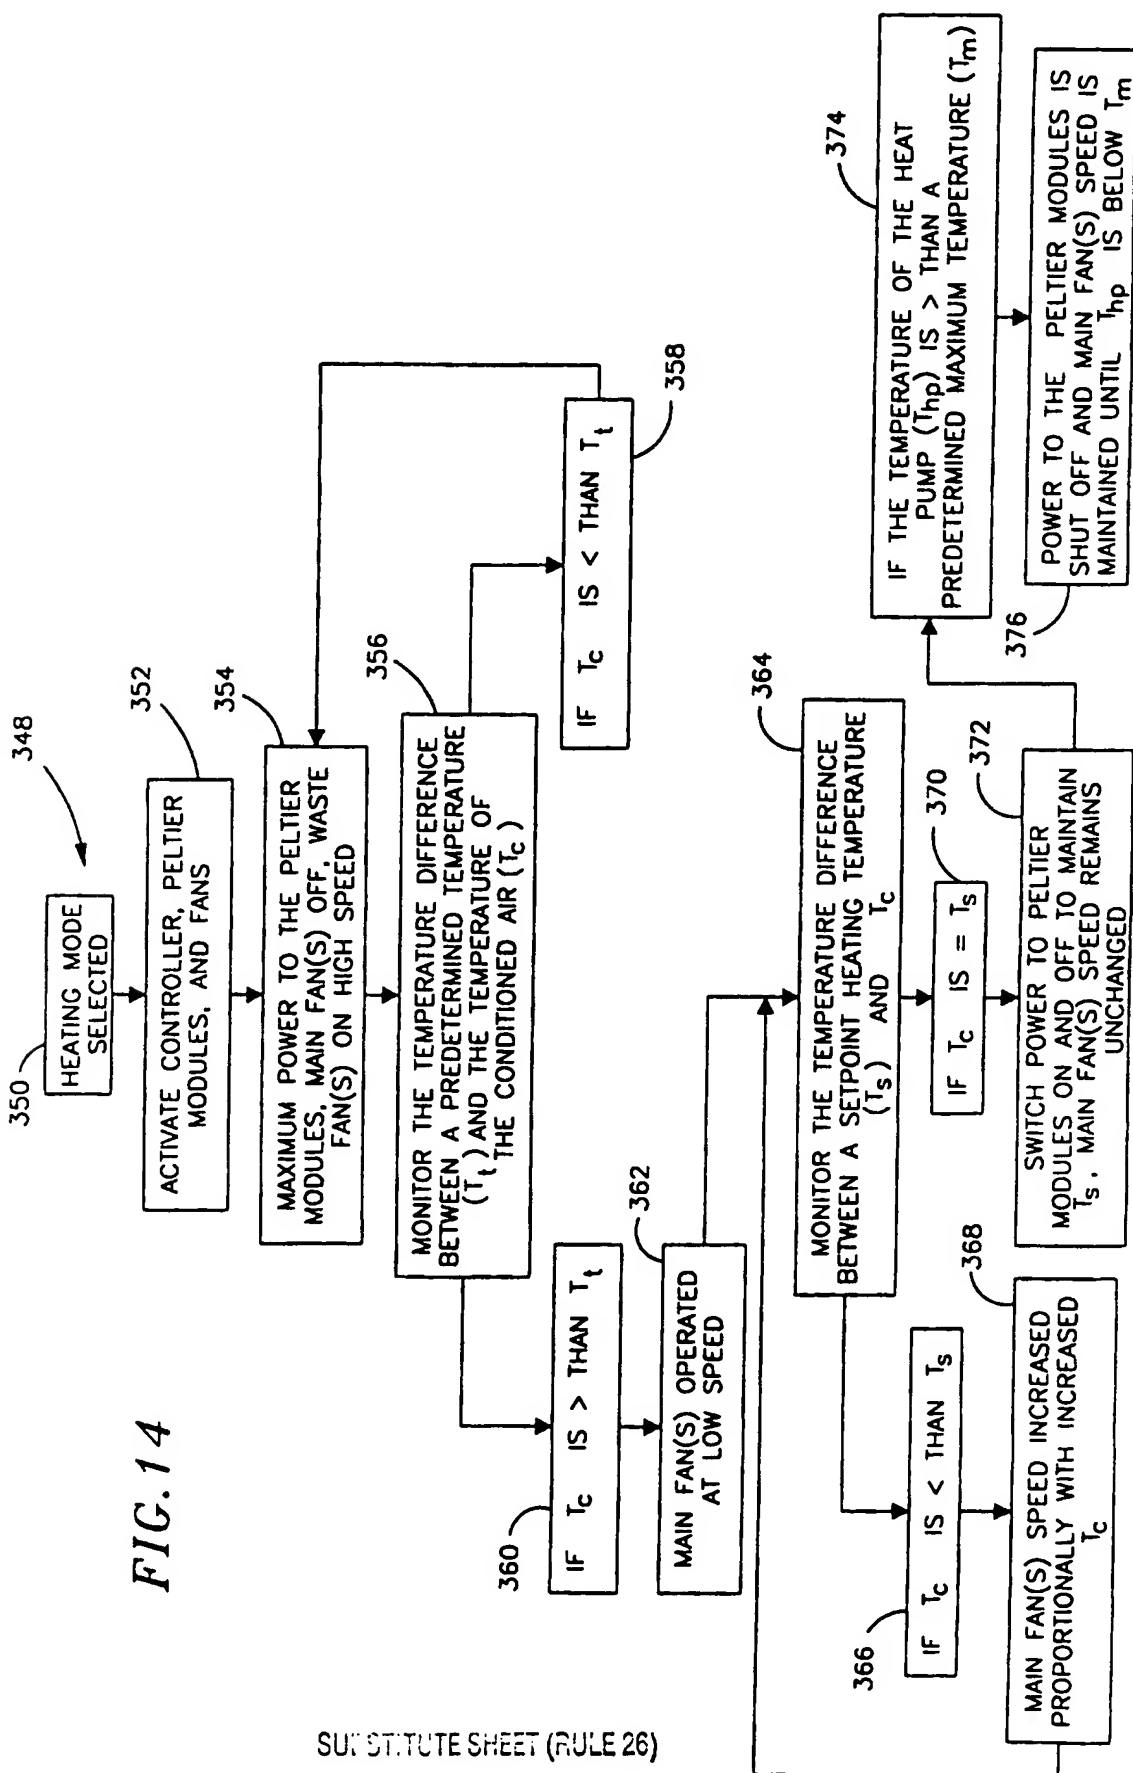 FIG. 14
348
350
HEATING MODE
SELECTED
352
ACTIVATE CONTROLLER, PELTIER
MODULES, AND FANS
354
MAXIMUM POWER TO THE PELTIER
MODULES, MAIN FAN(S) OFF, WASTE
FAN(S) ON HIGH SPEED
356
MONITOR THE TEMPERATURE DIFFERENCE
BETWEEN A PREDETERMINED TEMPERATURE
(Tt) AND THE TEMPERATURE OF
THE CONDITIONED AIR (Tc)
358
IF Tc IS < THAN Tt
360
IF Tc IS > THAN Tt
362
MAIN FAN(S) OPERATED
AT LOW SPEED
364
MONITOR THE TEMPERATURE DIFFERENCE
BETWEEN A SETPOINT HEATING TEMPERATURE
(Ts) AND Tc
366
IF Tc IS < THAN Ts
368
MAIN FAN(S) SPEED INCREASED
PROPORTIONALLY WITH INCREASED
Tc
370
IF Tc IS = Ts
372
SWITCH POWER TO PELTIER
MODULES ON AND OFF TO MAINTAIN
Ts, MAIN FAN(S) SPEED REMAINS
UNCHANGED
374
IF THE TEMPERATURE OF THE HEAT
PUMP (Thp) IS > THAN A
PREDETERMINED MAXIMUM TEMPERATURE (Tm)
376
POWER TO THE PELTIER MODULES IS
SHUT OFF AND MAIN FAN(S) SPEED IS
MAINTAINED UNTIL Thp IS BELOW Tm
SUBSTITUTE SHEET (RULE 26)